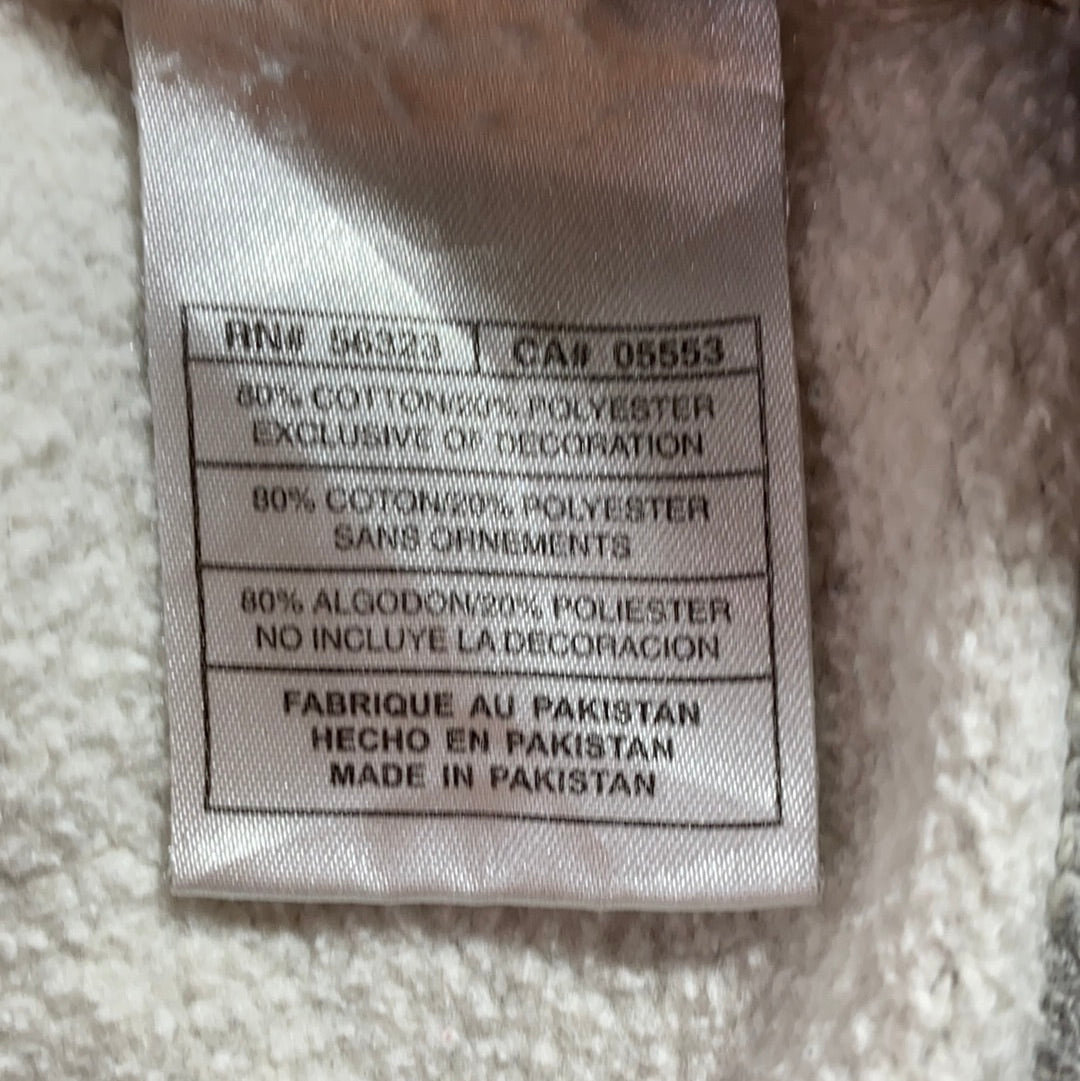 RN# 56323 CA# 05553
80% COTTON/20% POLYESTER
EXCLUSIVE OF DECORATION
80% COTON/20% POLYESTER
SANS ORNEMENTS
80% ALGODON/20% POLIESTER
NO INCLUYE LA DECORACION
FABRIQUE AU PAKISTAN
HECHO EN PAKISTAN
MADE IN PAKISTAN